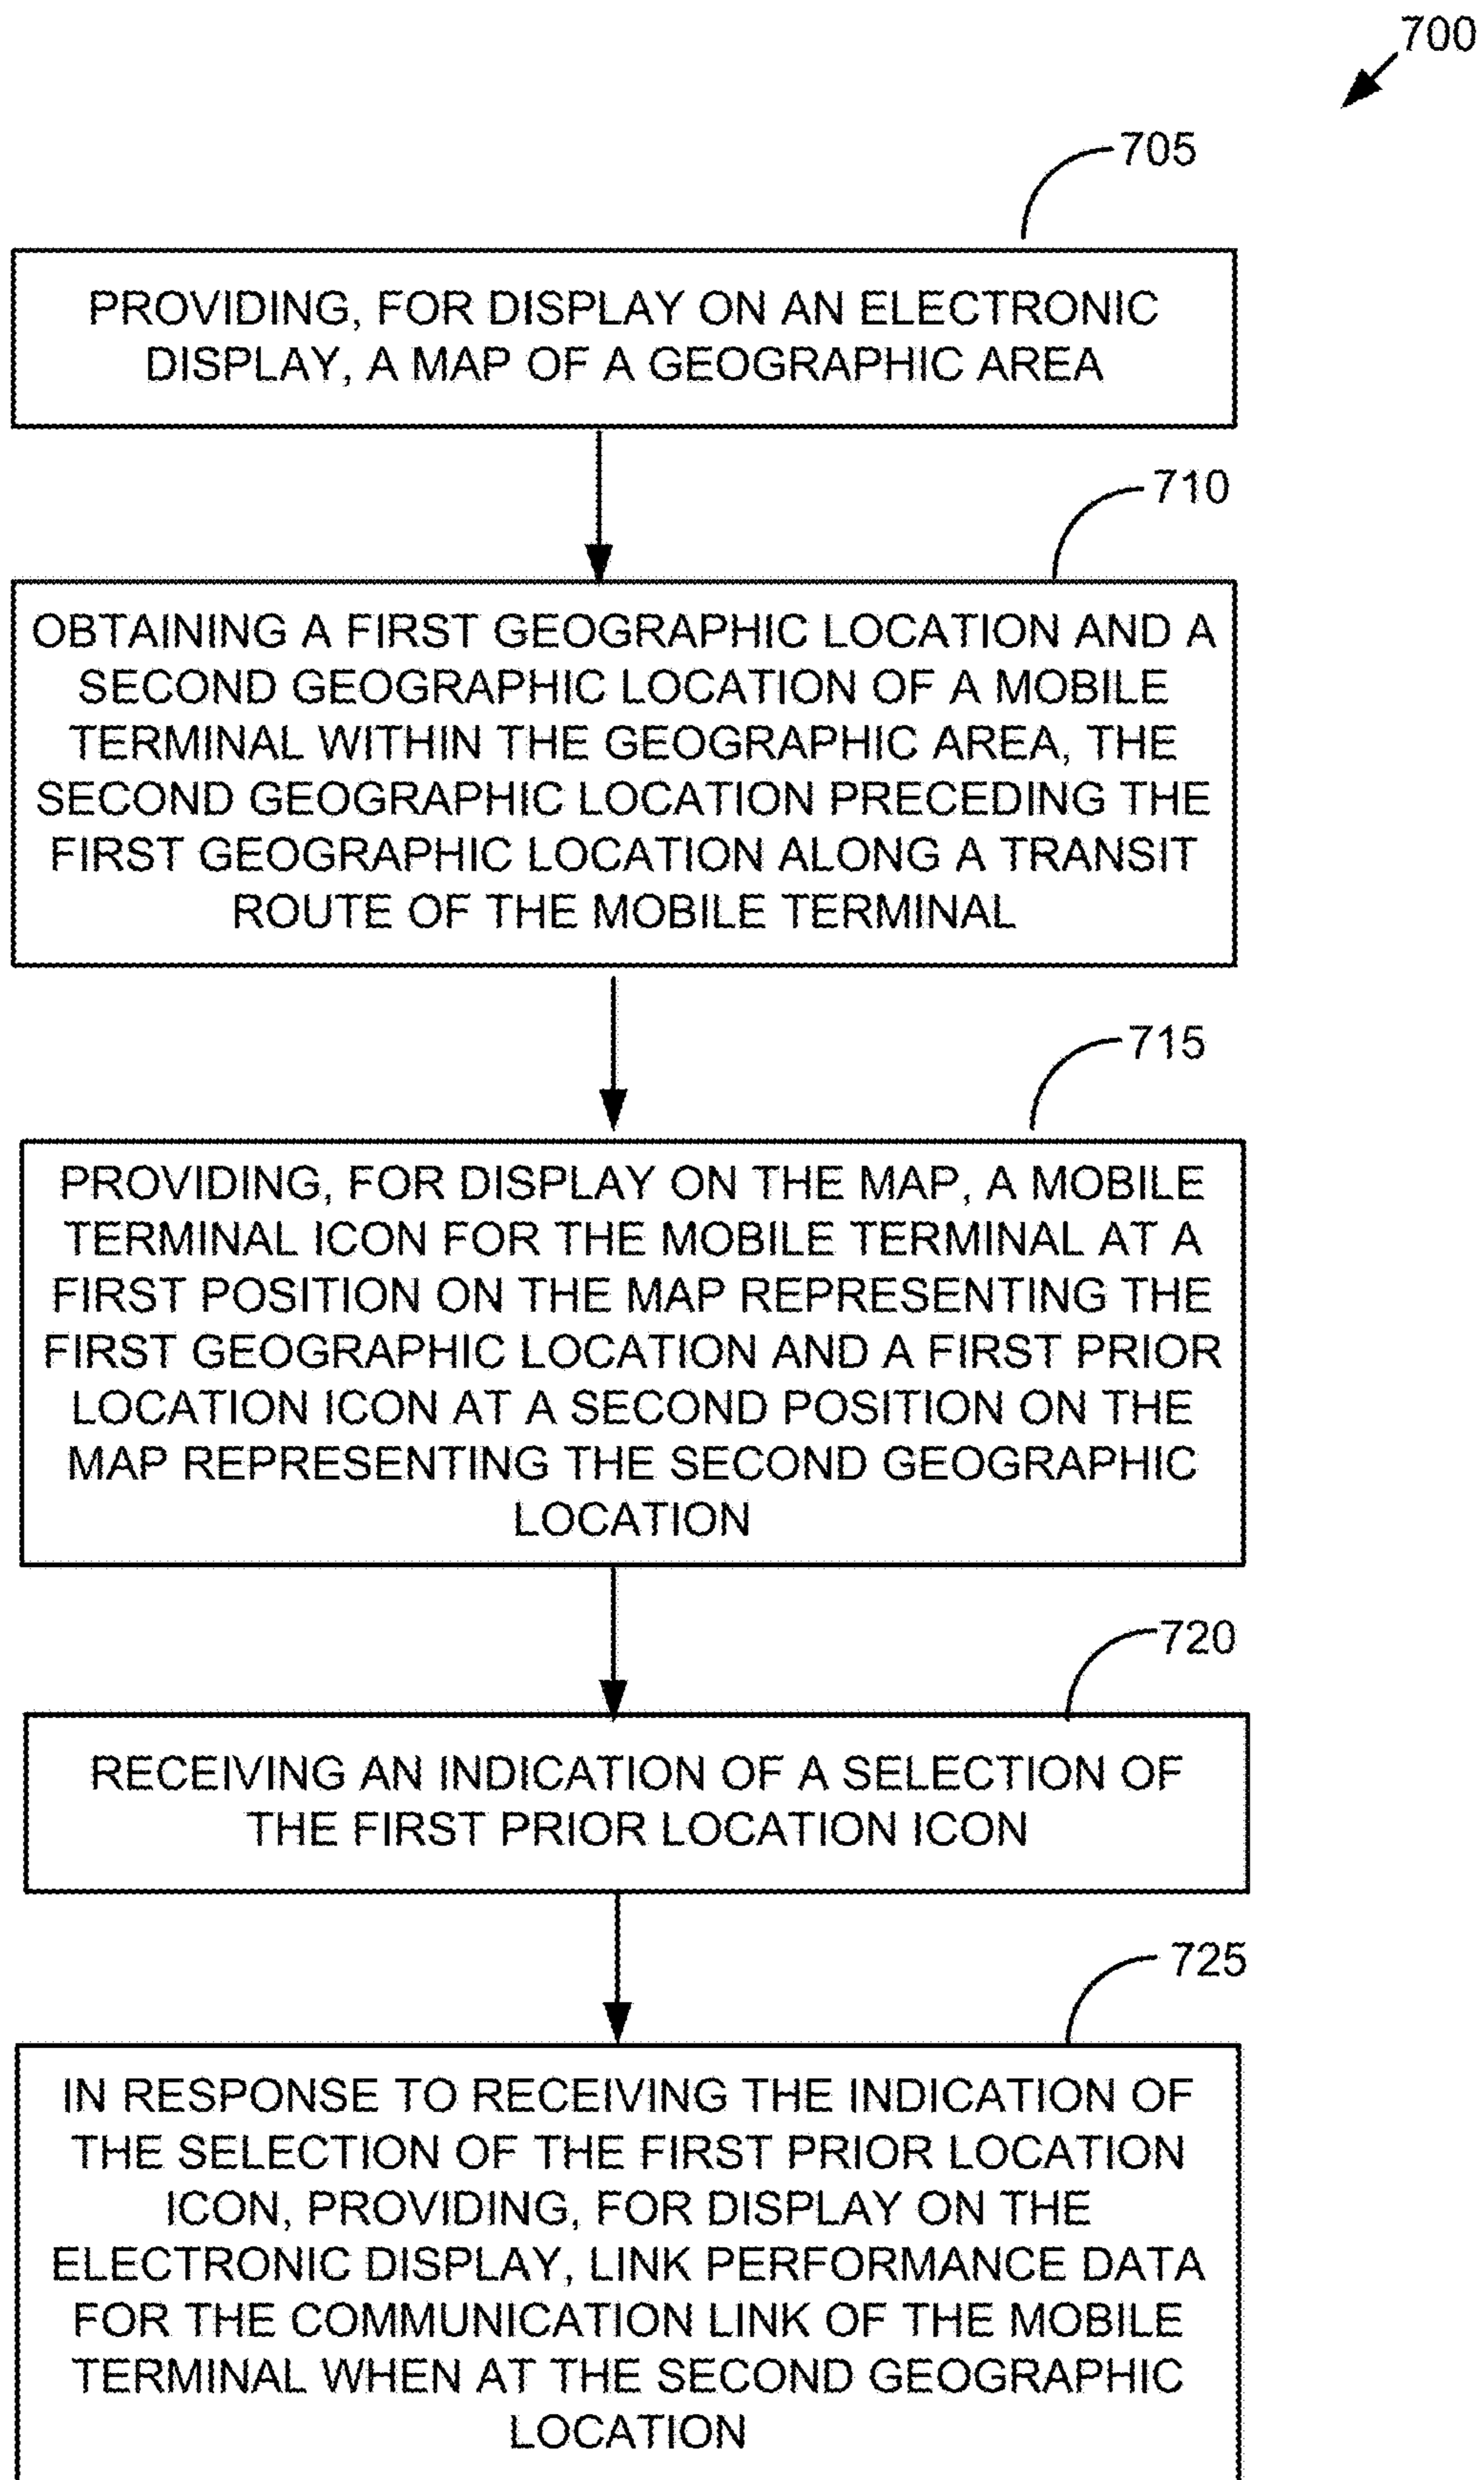 700
705
PROVIDING, FOR DISPLAY ON AN ELECTRONIC
DISPLAY, A MAP OF A GEOGRAPHIC AREA
710
OBTAINING A FIRST GEOGRAPHIC LOCATION AND A
SECOND GEOGRAPHIC LOCATION OF A MOBILE
TERMINAL WITHIN THE GEOGRAPHIC AREA, THE
SECOND GEOGRAPHIC LOCATION PRECEDING THE
FIRST GEOGRAPHIC LOCATION ALONG A TRANSIT
ROUTE OF THE MOBILE TERMINAL
715
PROVIDING, FOR DISPLAY ON THE MAP, A MOBILE
TERMINAL ICON FOR THE MOBILE TERMINAL AT A
FIRST POSITION ON THE MAP REPRESENTING THE
FIRST GEOGRAPHIC LOCATION AND A FIRST PRIOR
LOCATION ICON AT A SECOND POSITION ON THE
MAP REPRESENTING THE SECOND GEOGRAPHIC
LOCATION
720
RECEIVING AN INDICATION OF A SELECTION OF
THE FIRST PRIOR LOCATION ICON
725
IN RESPONSE TO RECEIVING THE INDICATION OF
THE SELECTION OF THE FIRST PRIOR LOCATION
ICON, PROVIDING, FOR DISPLAY ON THE
ELECTRONIC DISPLAY, LINK PERFORMANCE DATA
FOR THE COMMUNICATION LINK OF THE MOBILE
TERMINAL WHEN AT THE SECOND GEOGRAPHIC
LOCATION